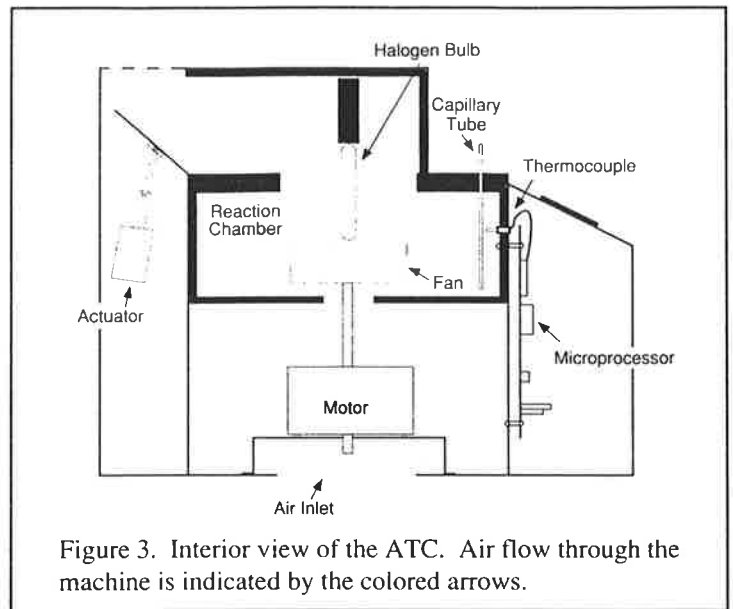 Halogen Bulb
Capillary
Tube
Thermocouple
Reaction
Chamber
Fan
Actuator
Microprocessor
Motor
Air Inlet
Figure 3. Interior view of the ATC. Air flow through the
machine is indicated by the colored arrows.